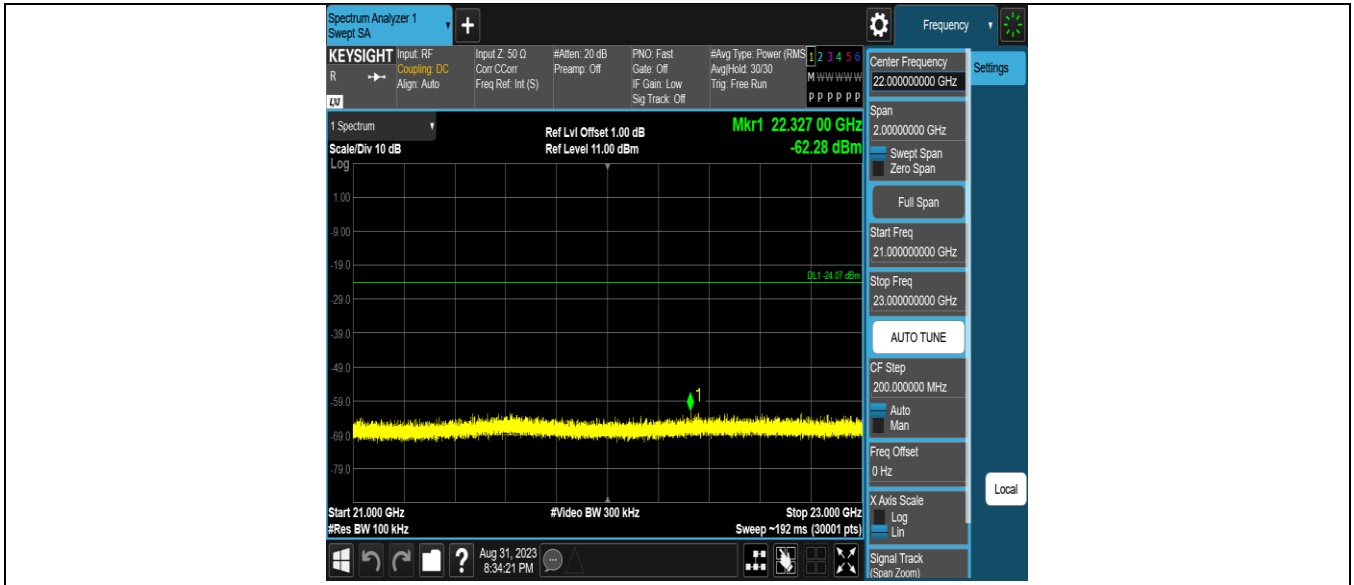 Spectrum Analyzer 1
Swept SA
+
Frequency
KEYSIGHT
R
LXI
Input: RF
Coupling: DC
Align: Auto
Input Z: 50 Ω
Corr CCorr
Freq Ref: Int (S)
#Atten: 20 dB
Preamp: Off
PNO: Fast
Gate: Off
IF Gain: Low
Sig Track: Off
#Avg Type: Power (RMS
Avg|Hold: 30/30
Trig: Free Run
1 2 3 4 5 6
M W W W W W
P P P P P P
1 Spectrum
Scale/Div 10 dB
Log
Ref Lvl Offset 1.00 dB
Ref Level 11.00 dBm
Mkr1 22.327 00 GHz
-62.28 dBm
1.00
-9.00
-19.0
DL1 -24.07 dBm
-29.0
-39.0
-49.0
-59.0
1
-69.0
-79.0
Start 21.000 GHz
#Video BW 300 kHz
Stop 23.000 GHz
#Res BW 100 kHz
Sweep ~192 ms (30001 pts)
?
Aug 31, 2023
8:34:21 PM
Center Frequency
22.000000000 GHz
Span
2.00000000 GHz
Swept Span
Zero Span
Full Span
Start Freq
21.000000000 GHz
Stop Freq
23.000000000 GHz
AUTO TUNE
CF Step
200.000000 MHz
Auto
Man
Freq Offset
0 Hz
X Axis Scale
Log
Lin
Signal Track
(Span Zoom)
Settings
Local